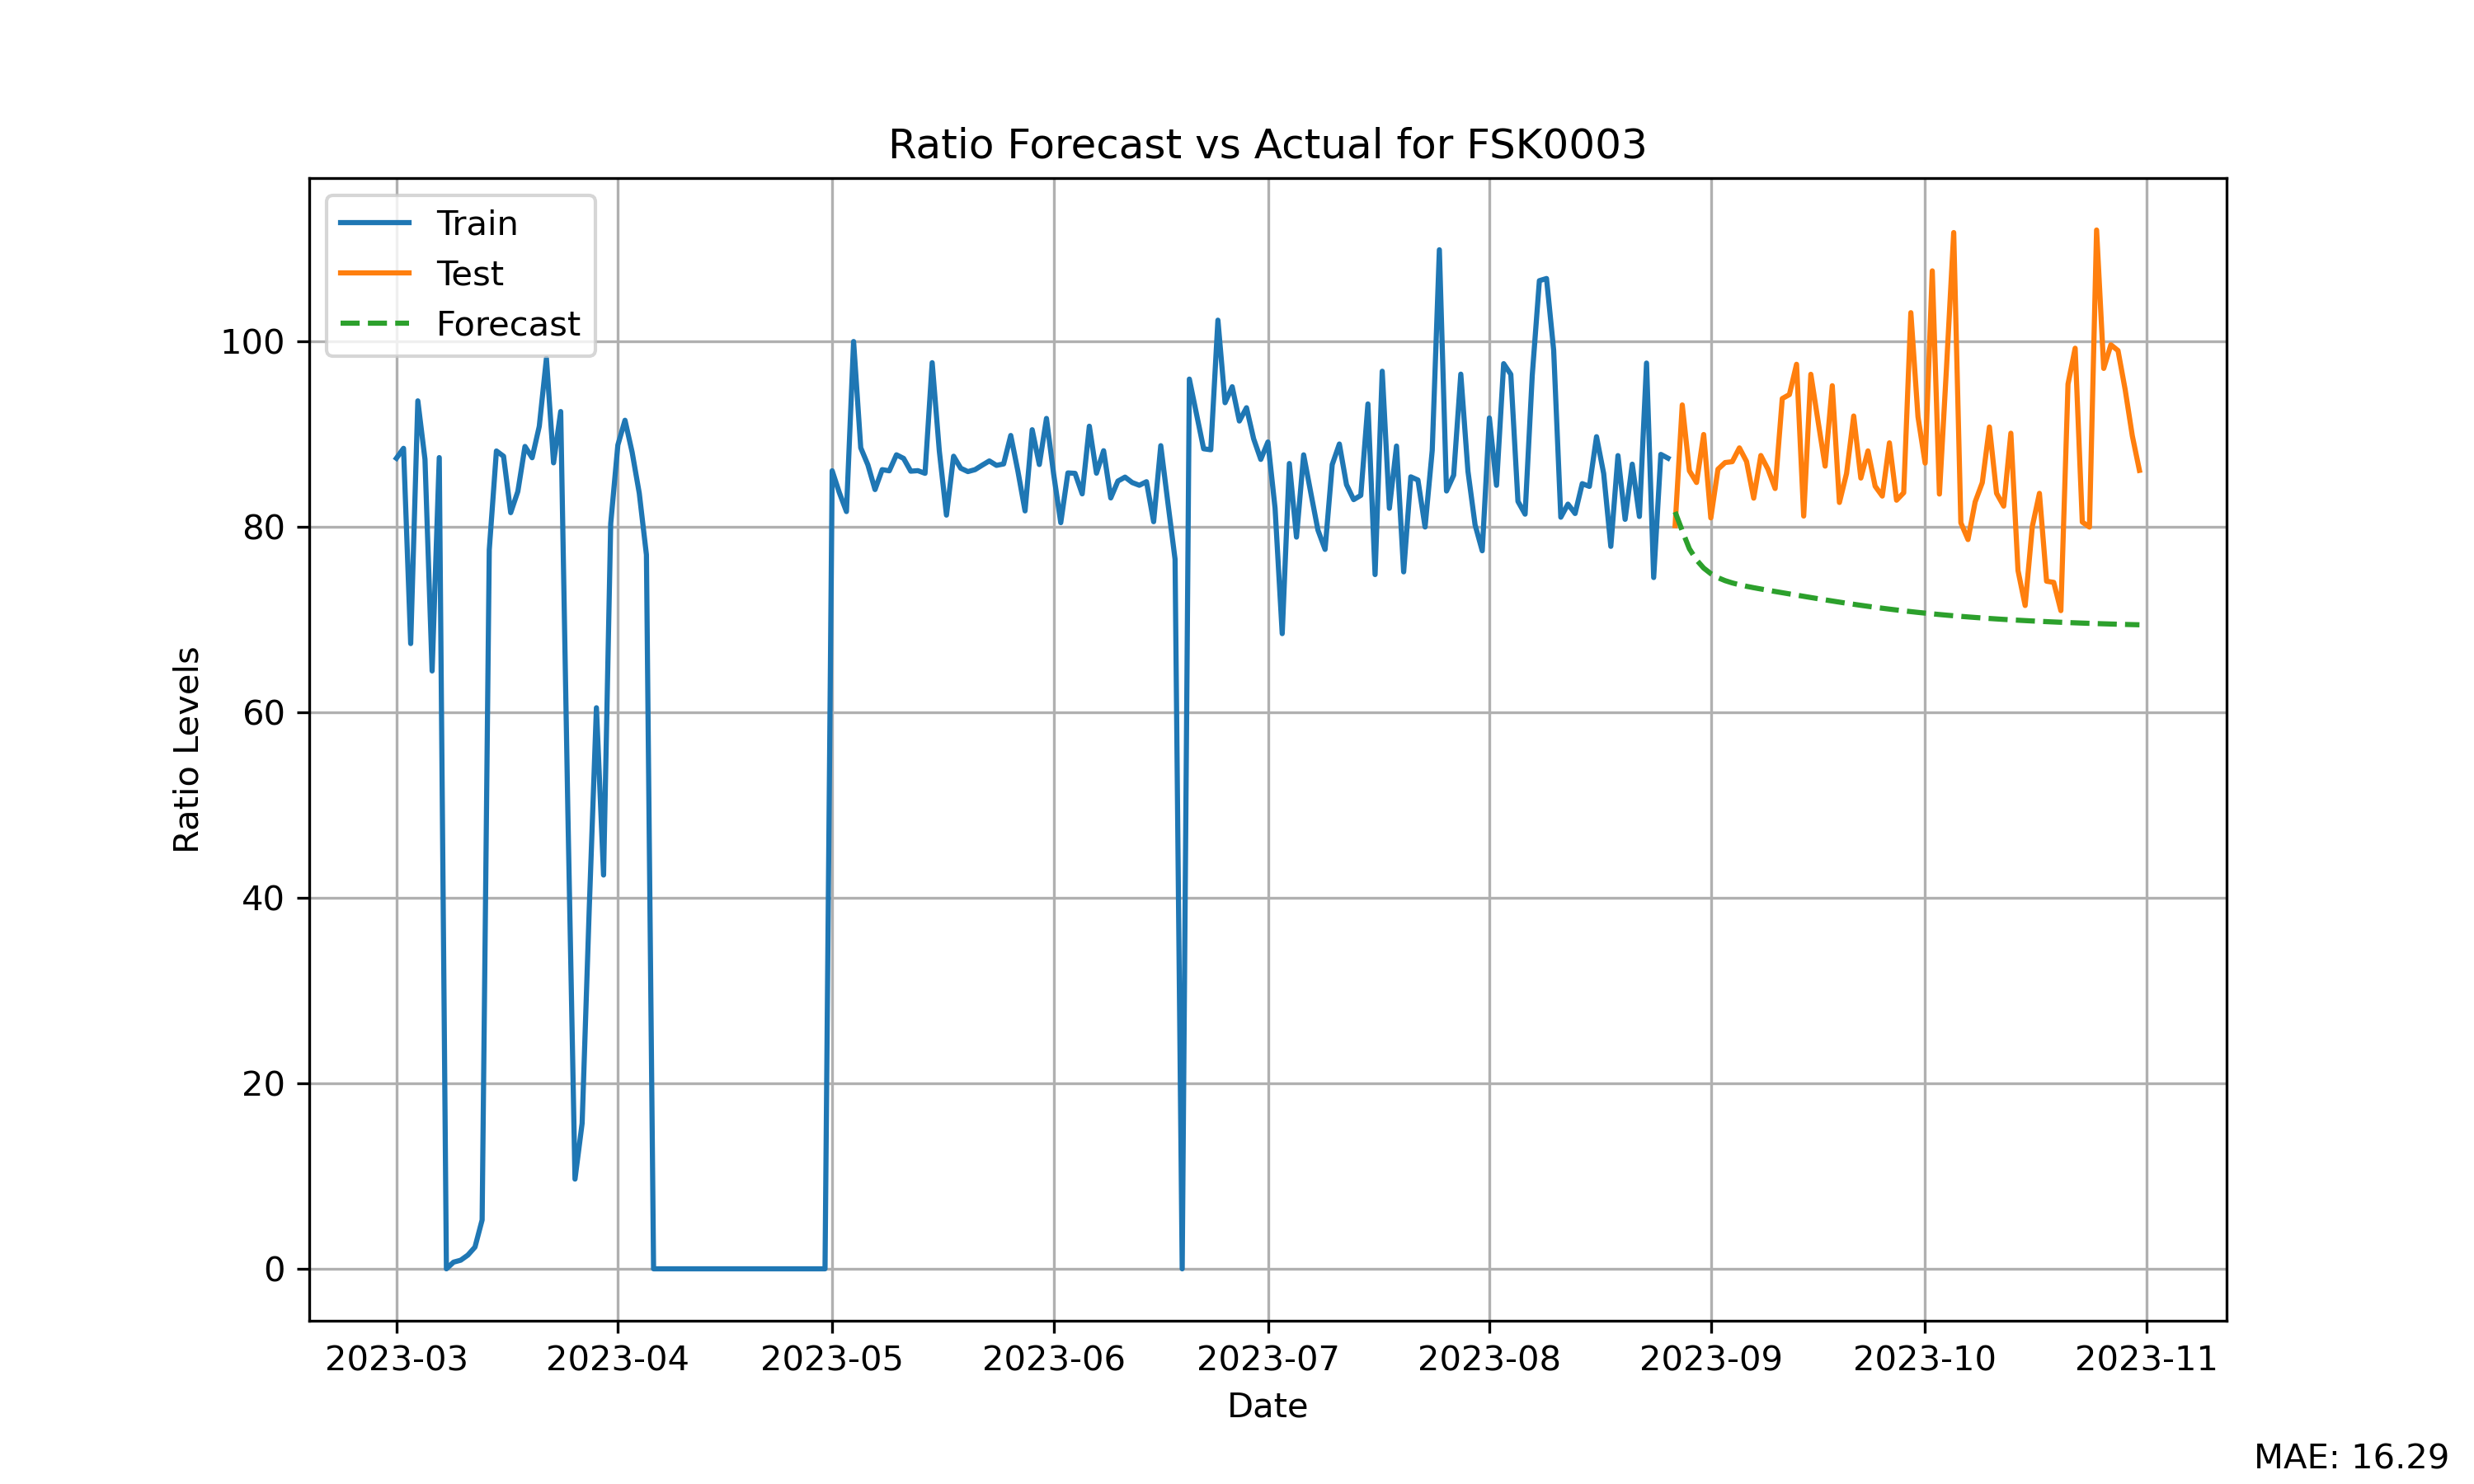 Ratio Forecast vs Actual for FSK0003
Train
Test
Forecast
100
80
60
40
20
0
Ratio Levels
2023-03 2023-04 2023-05 2023-06 2023-07 2023-08 2023-09 2023-10 2023-11
Date
MAE: 16.29